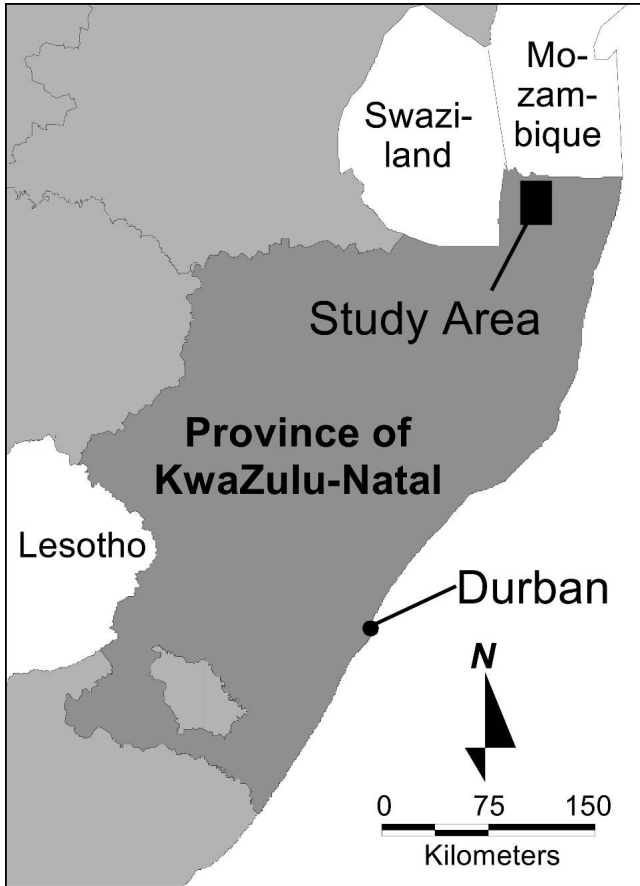 Mo-
zam-
bique
Swazi-
land
Study Area
Province of
KwaZulu-Natal
Lesotho
Durban
N
0 75 150
Kilometers